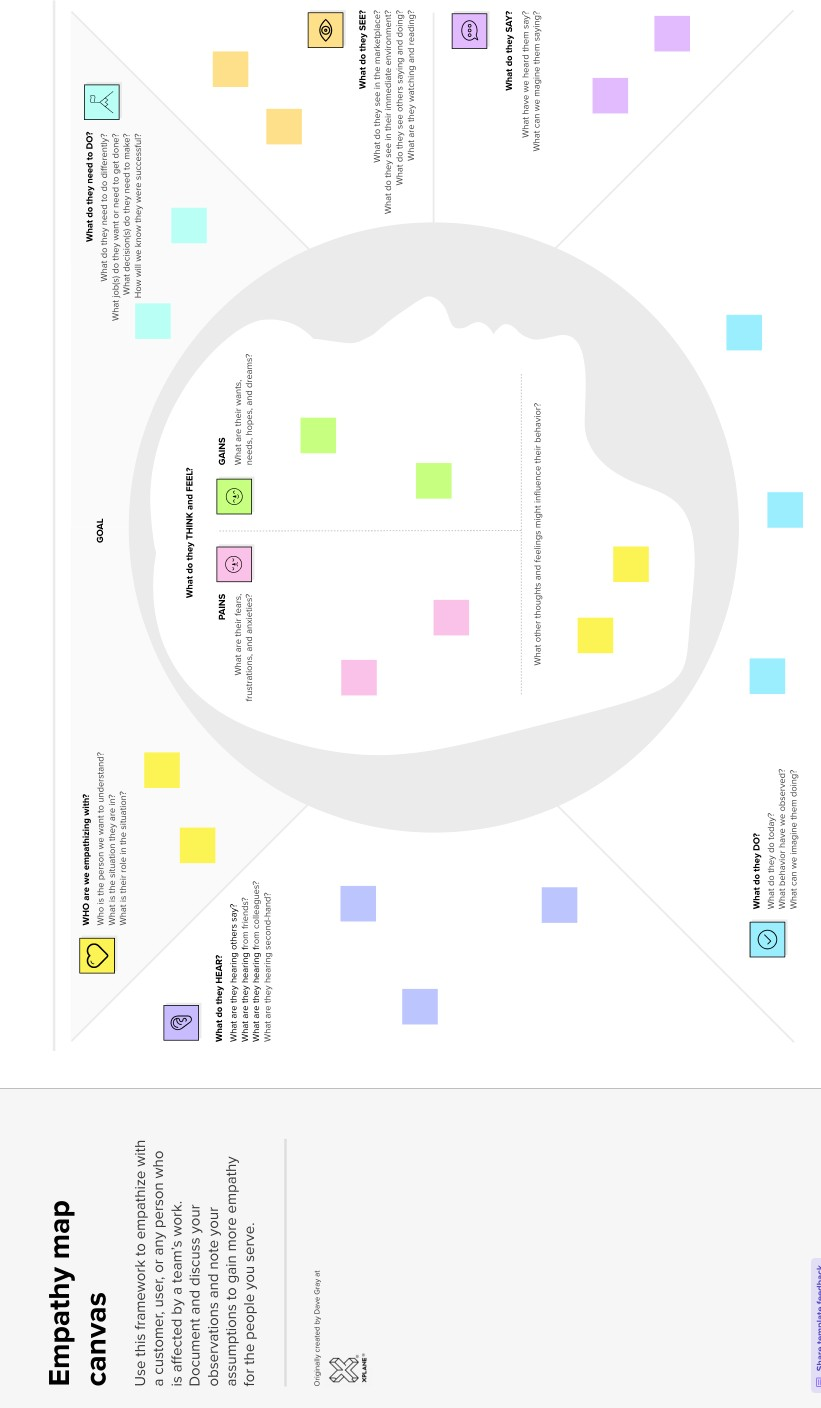 Empathy map
canvas
Use this framework to empathize with
a customer, user, or any person who
is affected by a team's work.
Document and discuss your
observations and note your
assumptions to gain more empathy
for the people you serve.
Originally created by Dave Gray at
XPLANE
Share template feedback
WHO are we empathizing with?
Who is the person we want to understand?
What is the situation they are in?
What is their role in the situation?
GOAL
What do they need to DO?
What do they need to do differently?
What job(s) do they want or need to get done?
What decision(s) do they need to make?
How will we know they were successful?
What do they HEAR?
What are they hearing others say?
What are they hearing from friends?
What are they hearing from colleagues?
What are they hearing second-hand?
What do they THINK and FEEL?
PAINS
What are their fears,
frustrations, and anxieties?
GAINS
What are their wants,
needs, hopes, and dreams?
What other thoughts and feelings might influence their behavior?
What do they SEE?
What do they see in the marketplace?
What do they see in their immediate environment?
What do they see others saying and doing?
What are they watching and reading?
What do they SAY?
What have we heard them say?
What can we magine them saying?
What do they DO?
What do they do today?
What behavior have we observed?
What can we imagine them doing?